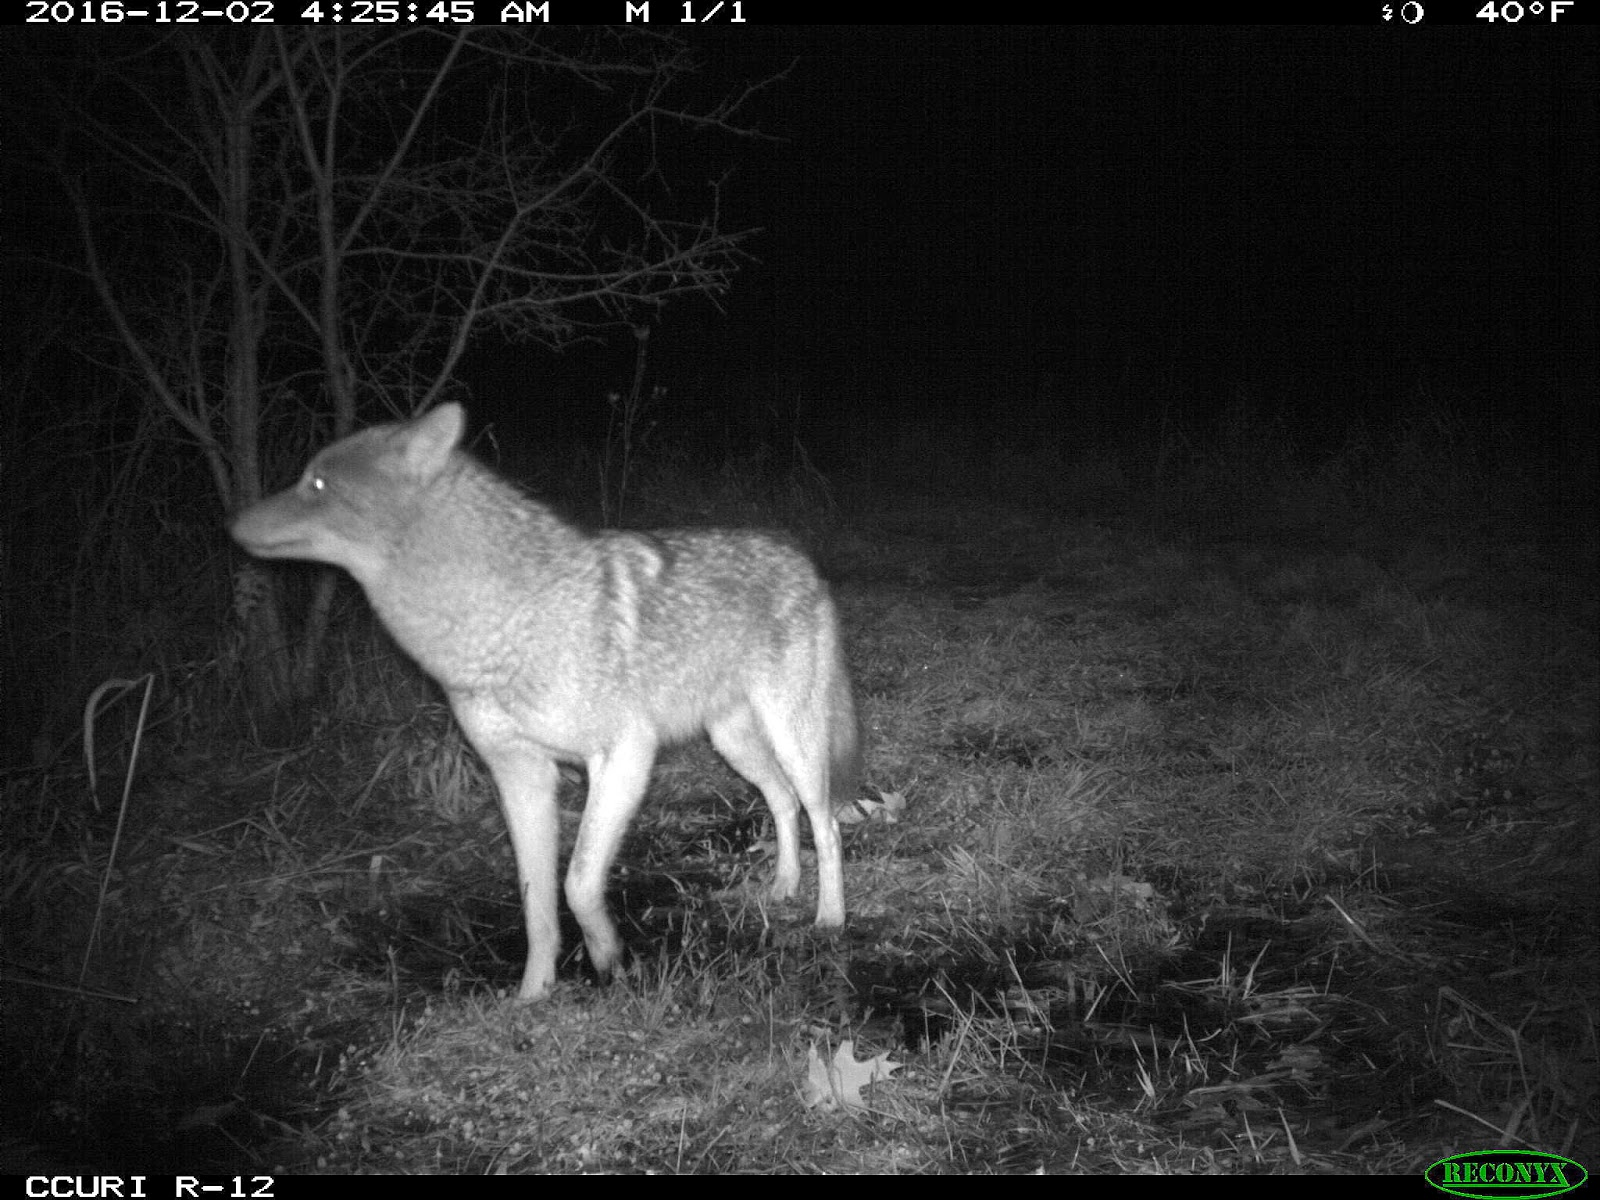 2016-12-02 4:25:45 AM M 1/1 40°F
CCURI R-12 RECONYX